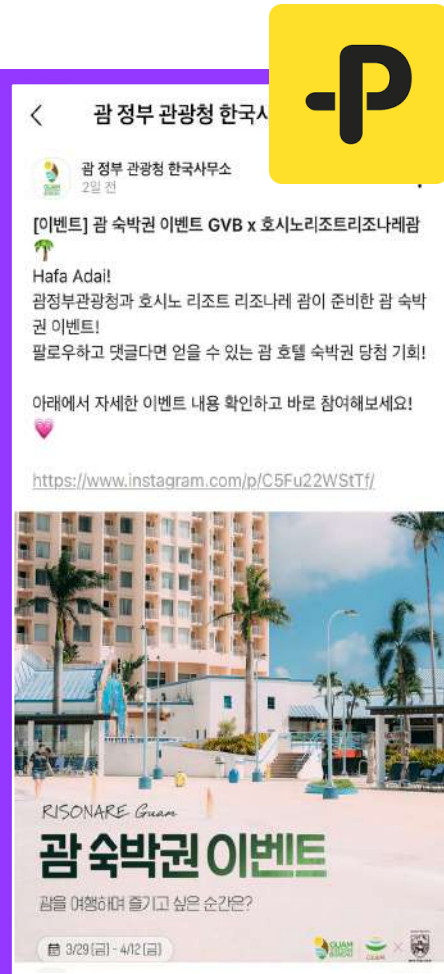 괌 정부 관광청 한국사
괌 정부 관광청 한국사무소
2일 전
[이벤트] 괌 숙박권 이벤트 GVB x 호시노리조트리조나레괌
Hafa Adai!
괌정부관광청과 호시노 리조트 리조나레 괌이 준비한 괌 숙박
권 이벤트!
팔로우하고 댓글다면 얻을 수 있는 괌 호텔 숙박권 당첨 기회!
아래에서 자세한 이벤트 내용 확인하고 바로 참여해보세요!
https://www.instagram.com/p/C5Fu22WStTf/
RISONARE Guam
괌 숙박권 이벤트
괌을 여행하며 즐기고 싶은 순간은?
3/29(금) - 4/12(금)
GUAM